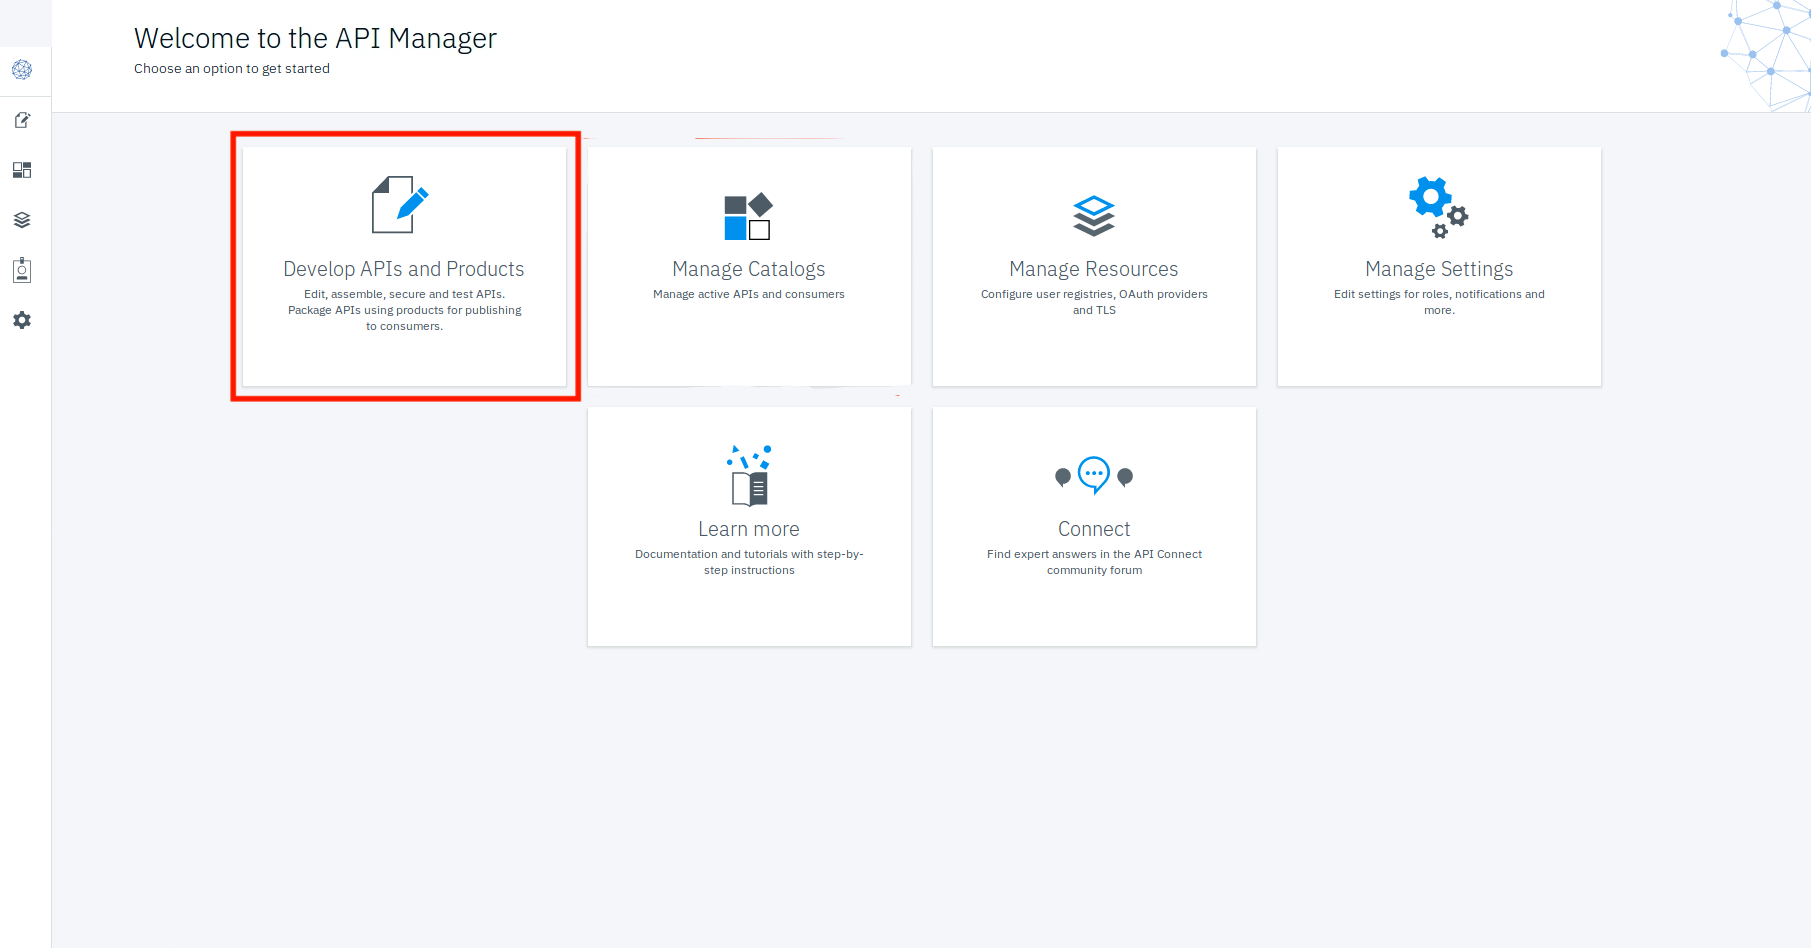 Welcome to the API Manager
Choose an option to get started
Develop APIs and Products
Edit, assemble, secure and test APIs.
Package APIs using products for publishing
to consumers.
Manage Catalogs
Manage active APIs and consumers
Manage Resources
Configure user registries, OAuth providers
and TLS
Manage Settings
Edit settings for roles, notifications and
more.
Learn more
Documentation and tutorials with step-by-
step instructions
Connect
Find expert answers in the API Connect
community forum